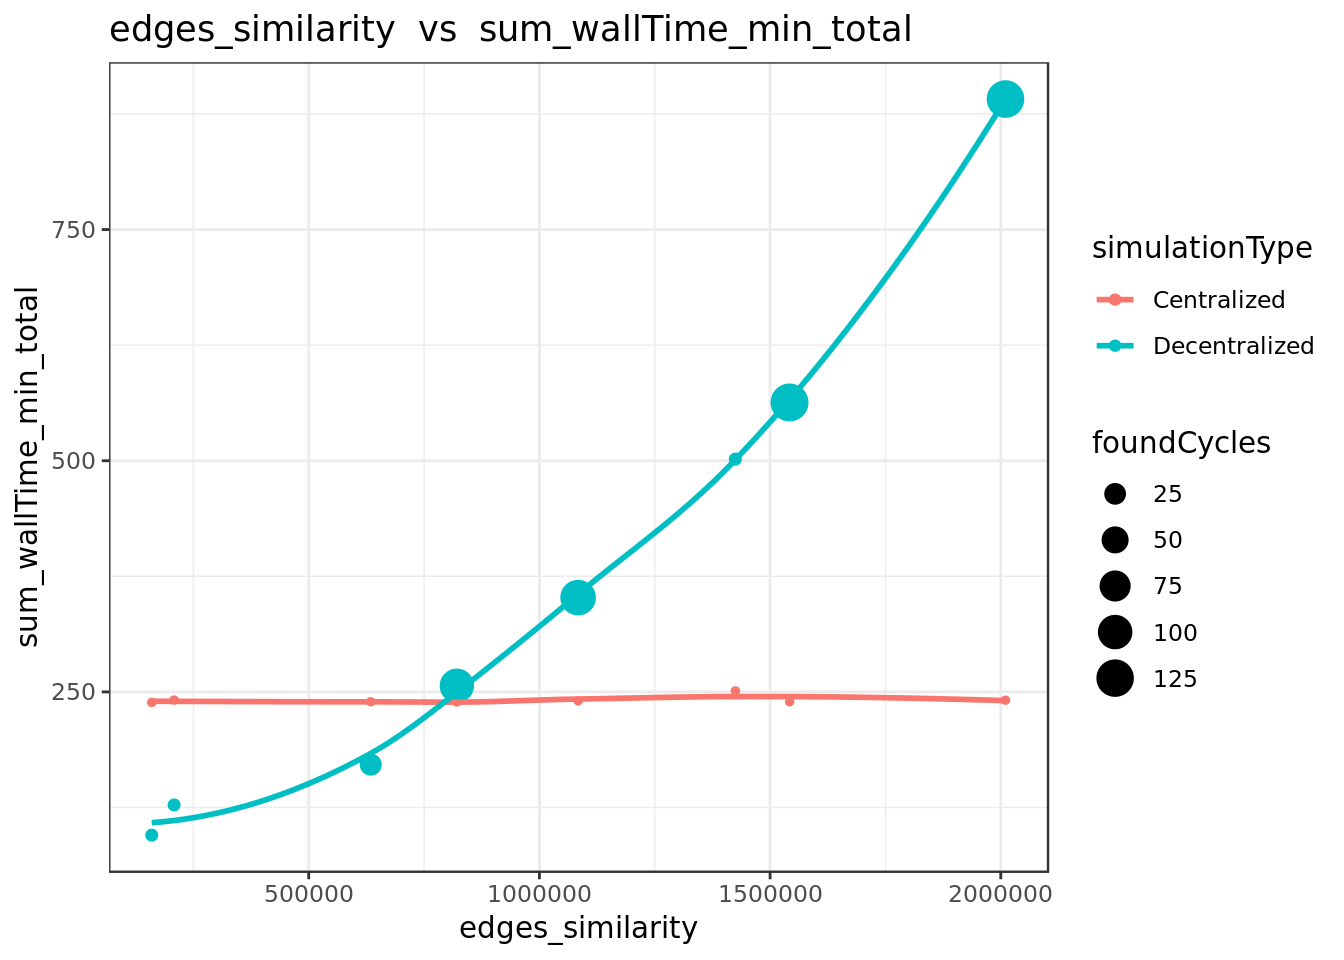 edges_similarity vs sum_wallTime_min_total
sum_wallTime_min_total
750
500
250
500000
1000000
1500000
2000000
edges_similarity
simulationType
Centralized
Decentralized
foundCycles
25
50
75
100
125